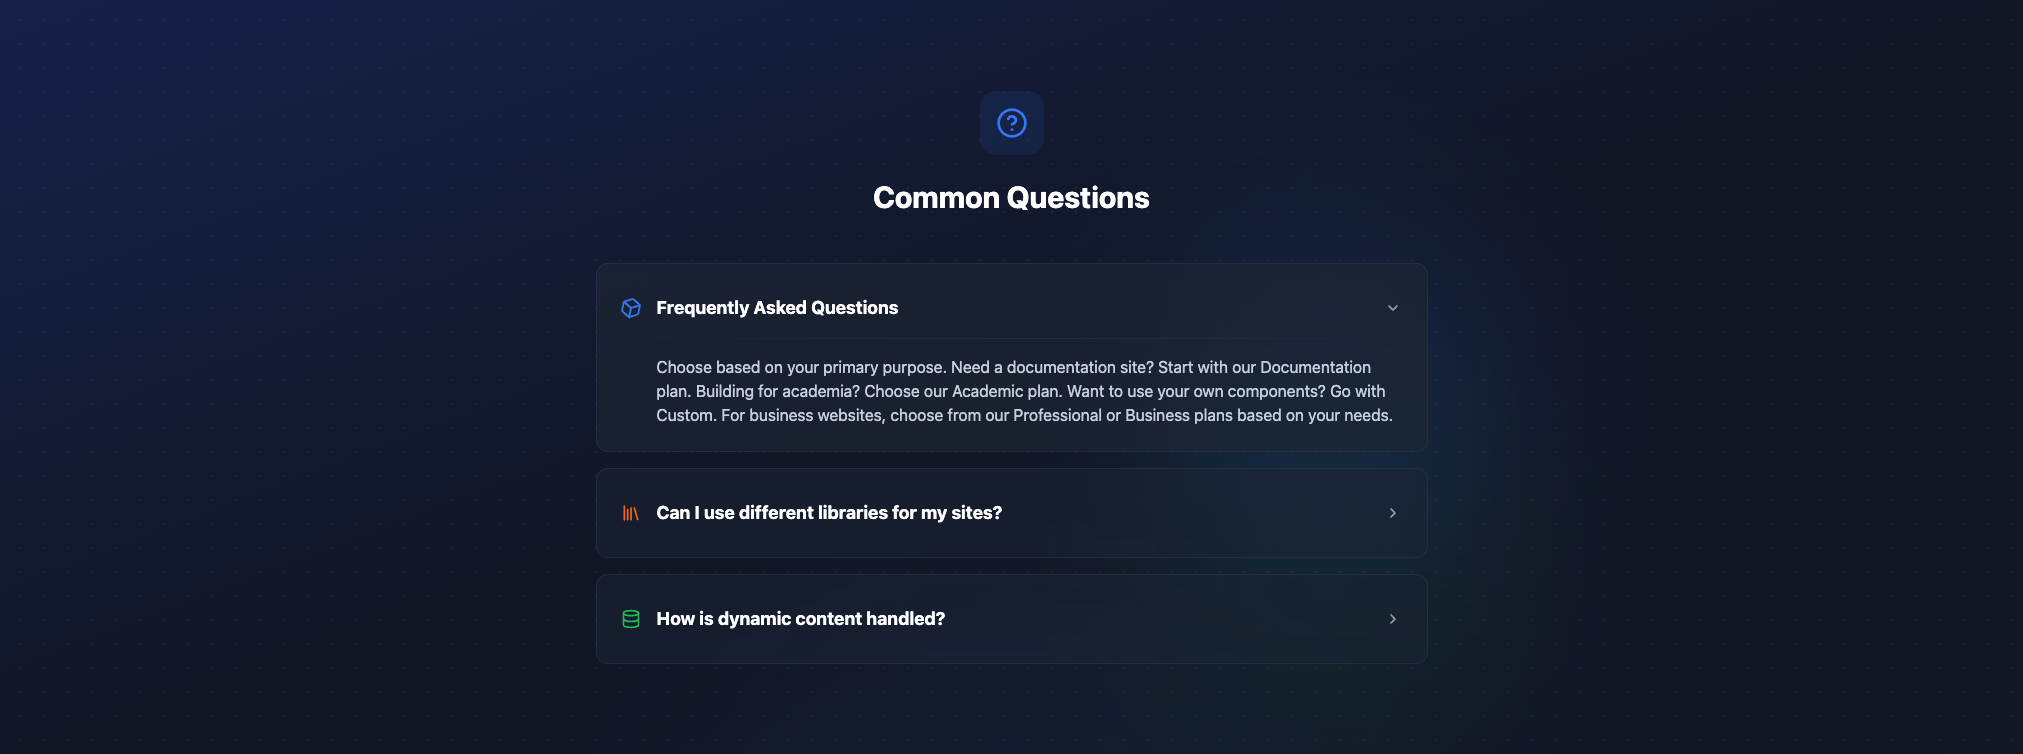 Common Questions
Frequently Asked Questions
Choose based on your primary purpose. Need a documentation site? Start with our Documentation
plan. Building for academia? Choose our Academic plan. Want to use your own components? Go with
Custom. For business websites, choose from our Professional or Business plans based on your needs.
Can I use different libraries for my sites?
How is dynamic content handled?